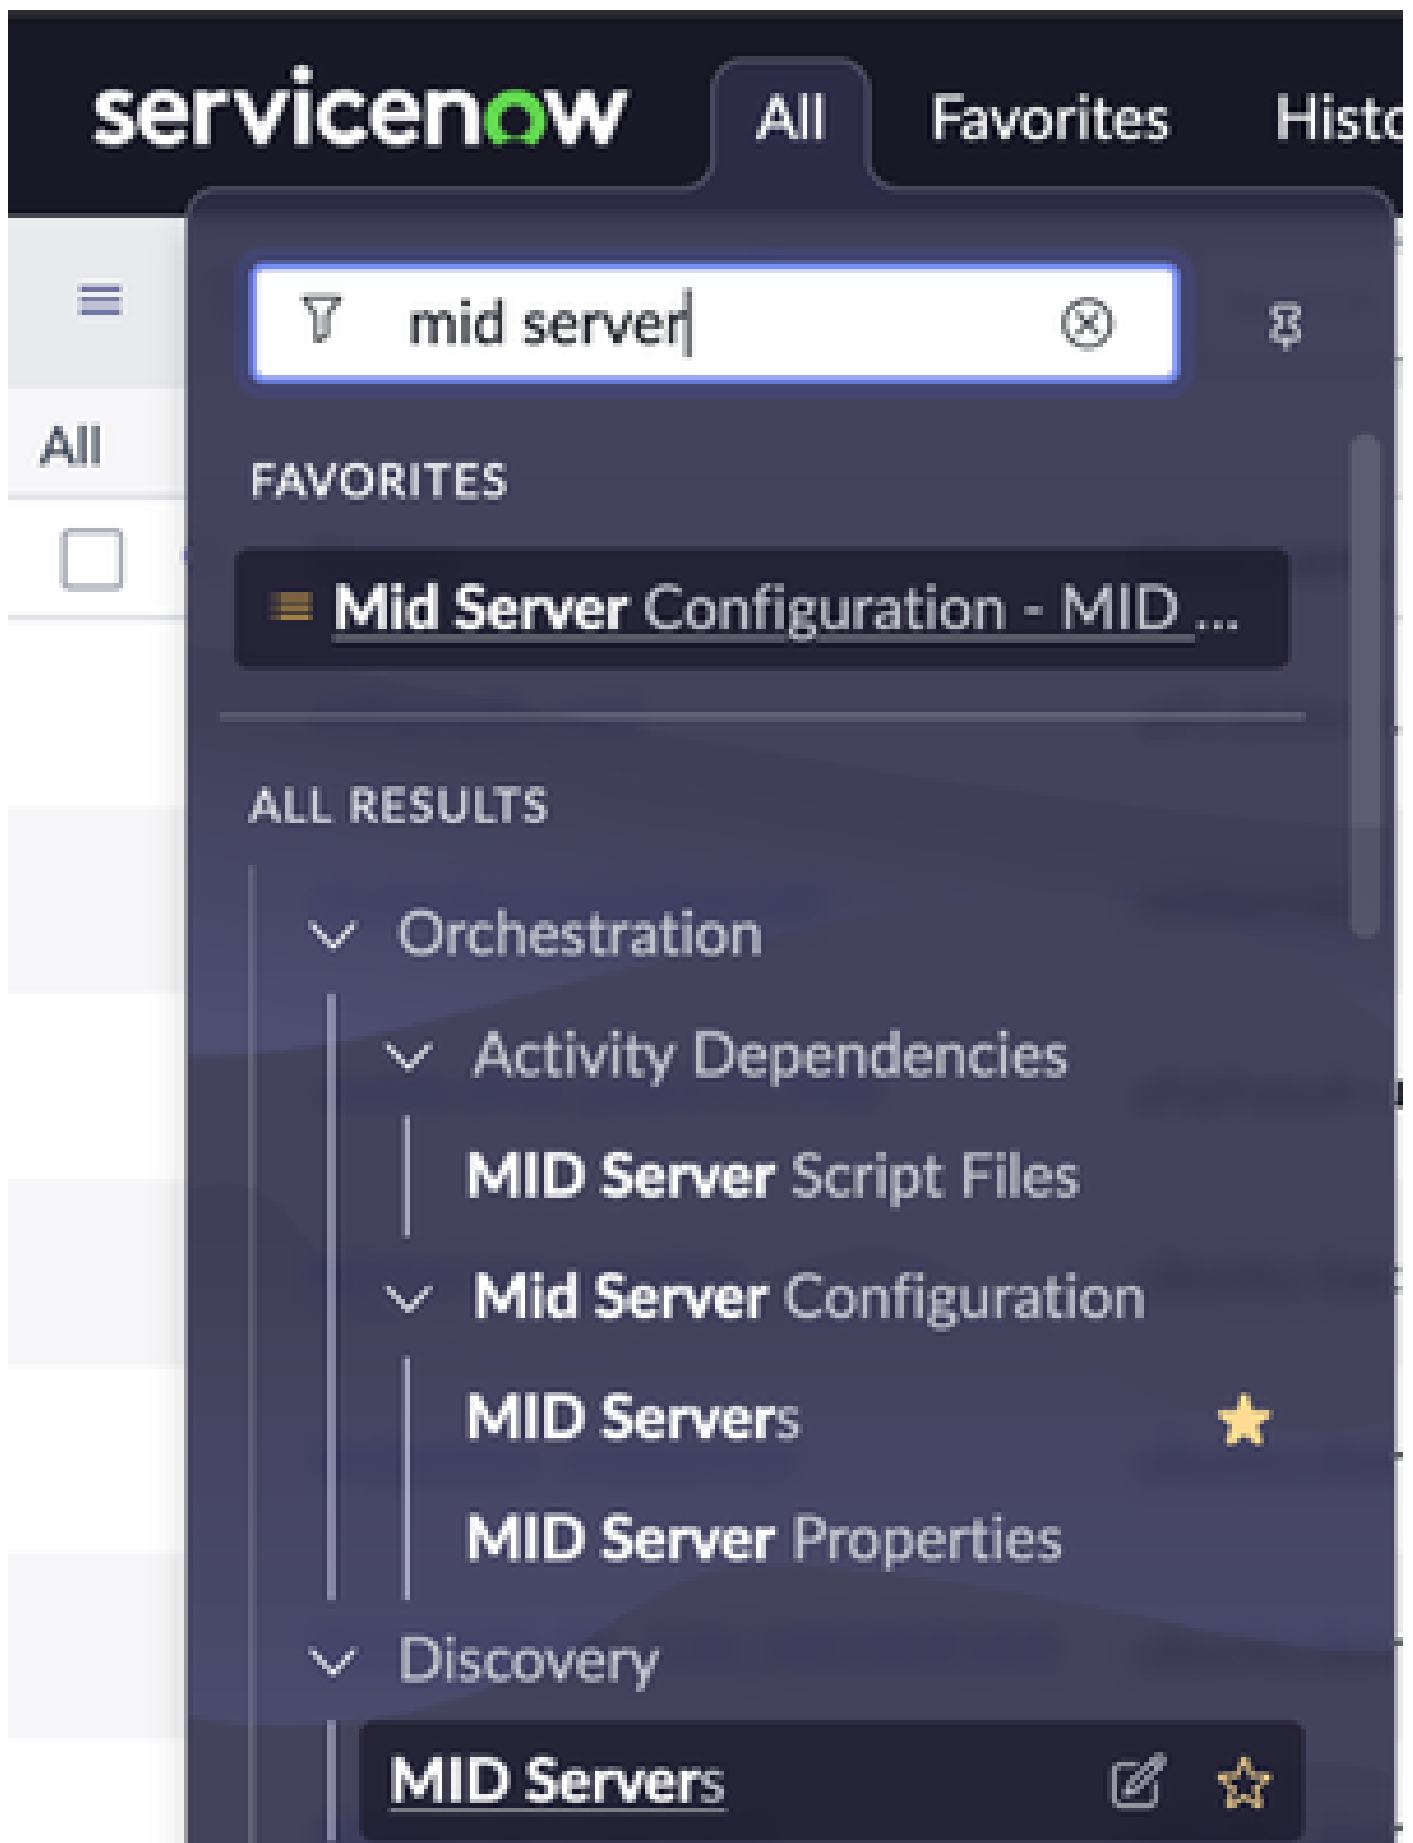 servicenow All Favorites Histo
mid server
All
FAVORITES
Mid Server Configuration - MID ...
ALL RESULTS
Orchestration
Activity Dependencies
MID Server Script Files
Mid Server Configuration
MID Servers
MID Server Properties
Discovery
MID Servers